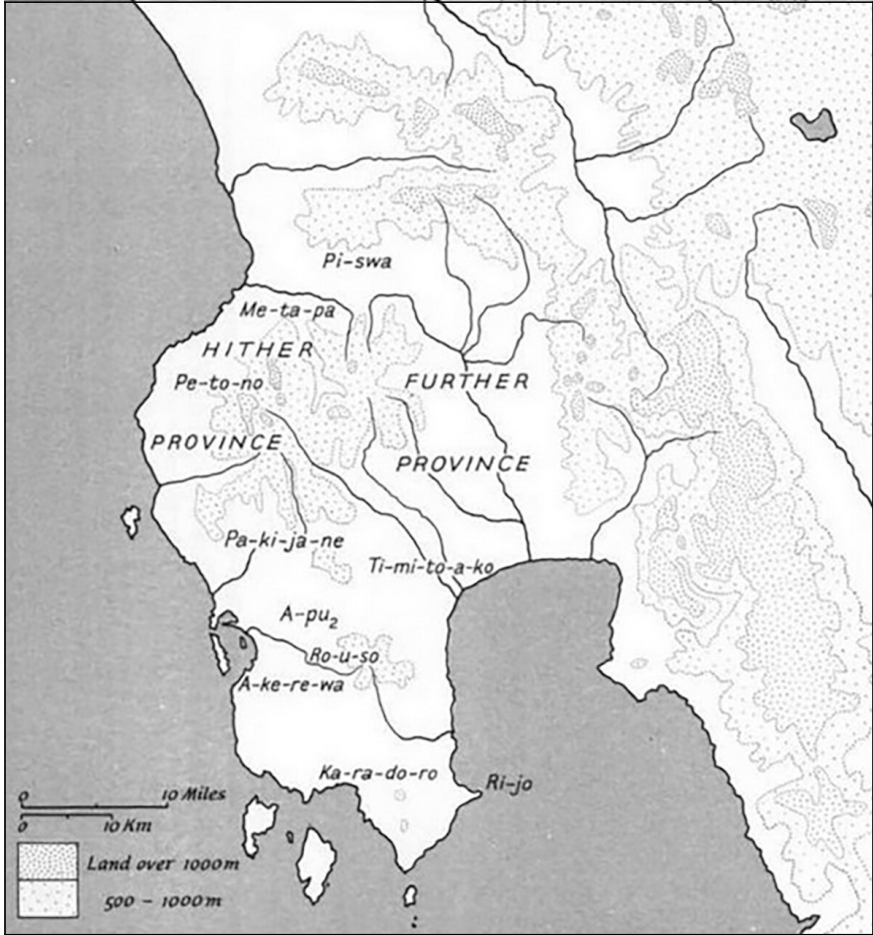 Pi-swa
Me-ta-pa
HITHER
Pe-to-no
FURTHER
PROVINCE
PROVINCE
Pa-ki-ja-ne
Ti-mi-to-a-ko
A-pu₂
Ro-u-so
A-ke-re-wa
Ka-ra-do-ro
Ri-jo
0 10 Miles
0 10 Km
Land over 1000m
500 - 1000m